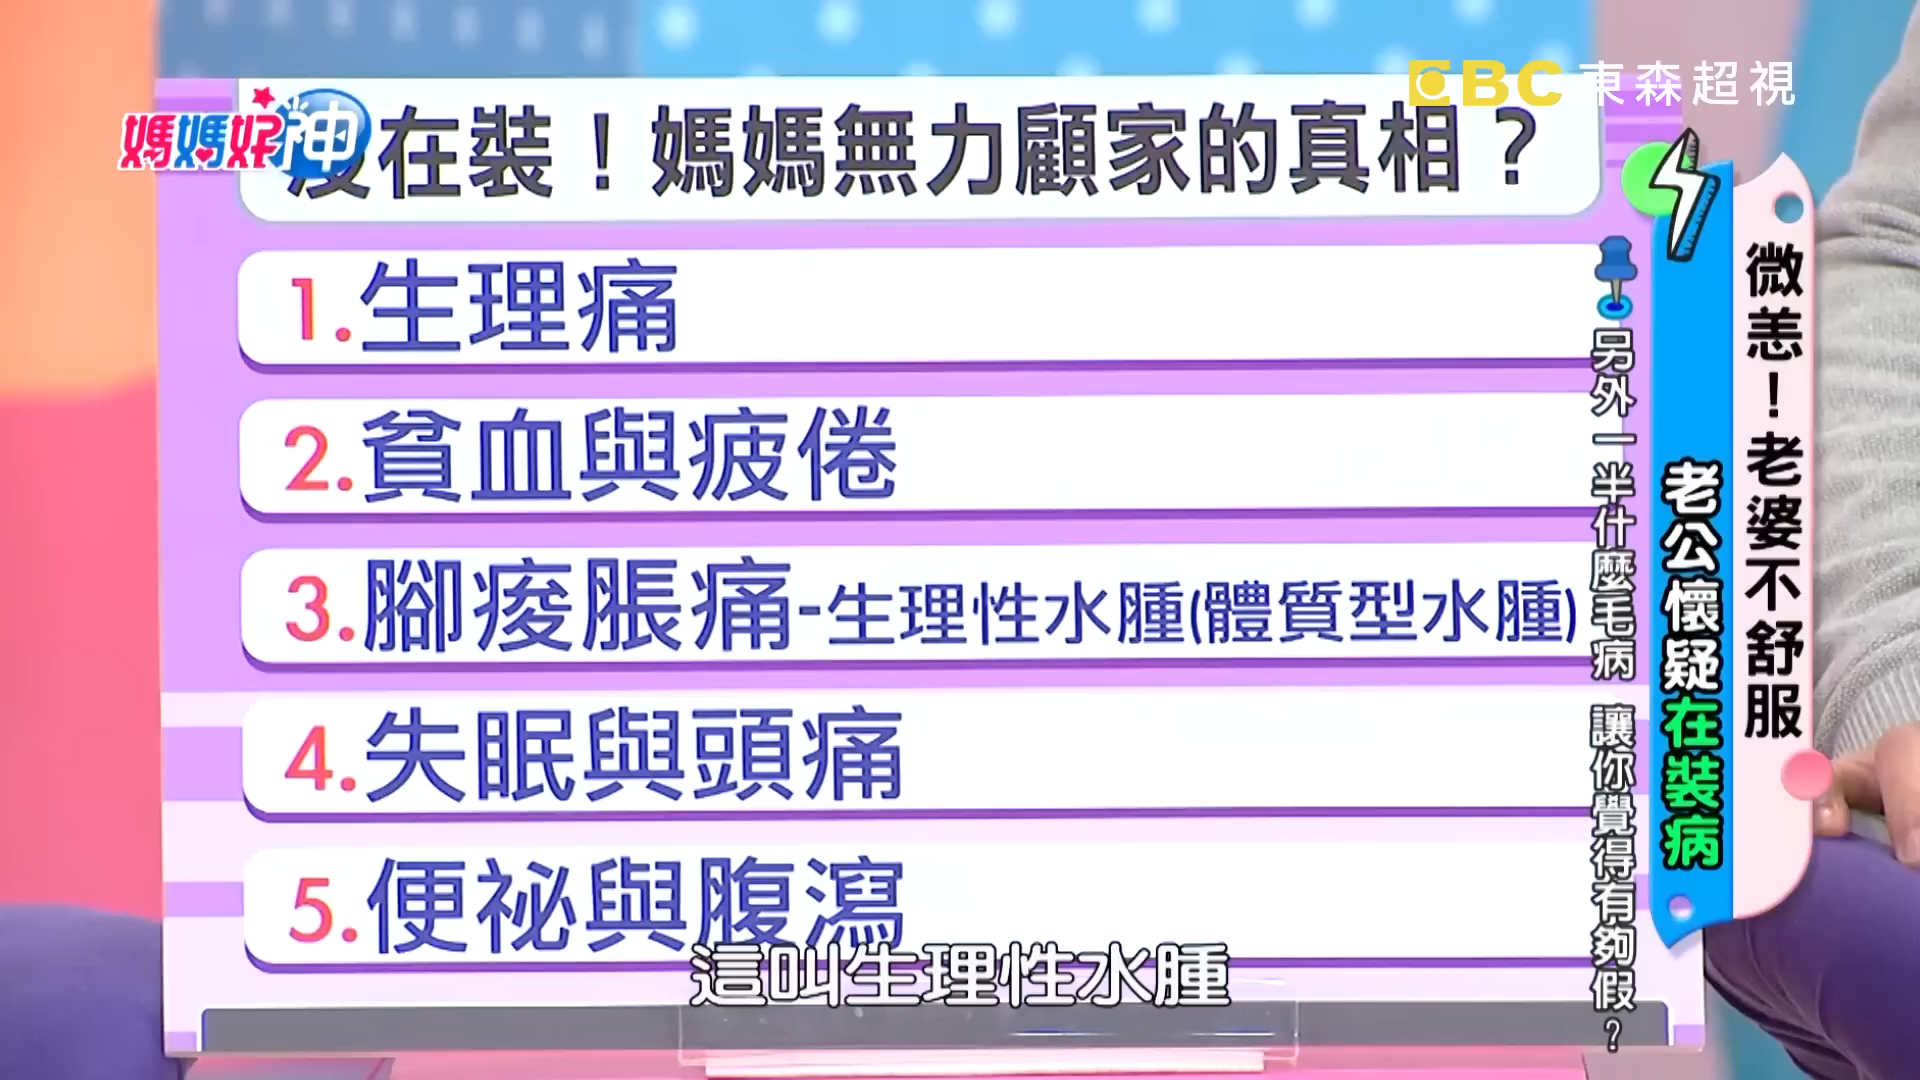 EBC 東森超視
媽媽好神
沒在裝！媽媽無力顧家的真相？
1.生理痛
2.貧血與疲倦
3.腳痠脹痛-生理性水腫(體質型水腫)
4.失眠與頭痛
5.便祕與腹瀉
微恙！老婆不舒服
老公懷疑在裝病
另外一半什麼毛病 讓你覺得有夠假？
這叫生理性水腫